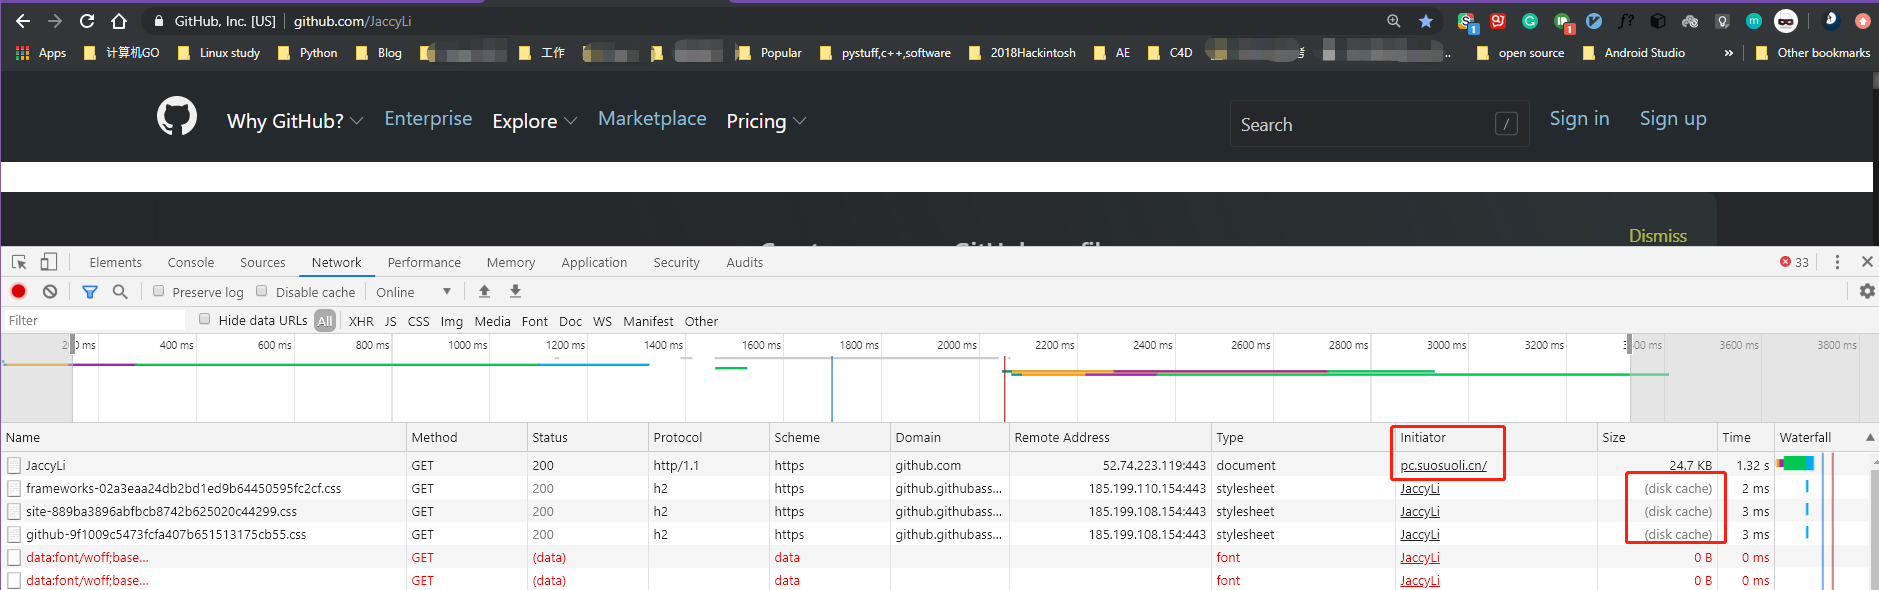 GitHub, Inc. [US] | github.com/JaccyLi
Apps 计算机GO Linux study Python Blog 工作 Popular pystuff,c++,software 2018Hackintosh AE C4D .. open source Android Studio » Other bookmarks
Why GitHub? Enterprise Explore Marketplace Pricing Search / Sign in Sign up
Dismiss
Elements Console Sources Network Performance Memory Application Security Audits 33
Preserve log Disable cache Online
Filter Hide data URLs All XHR JS CSS Img Media Font Doc WS Manifest Other
400 ms 600 ms 800 ms 1000 ms 1200 ms 1400 ms 1600 ms 1800 ms 2000 ms 2200 ms 2400 ms 2600 ms 2800 ms 3000 ms 3200 ms 3600 ms 3800 ms
Name Method Status Protocol Scheme Domain Remote Address Type Initiator Size Time Waterfall
JaccyLi GET 200 http/1.1 https github.com 52.74.223.119:443 document pc.suosuoli.cn/ 24.7 KB 1.32 s
frameworks-02a3eaa24db2bd1ed9b64450595fc2cf.css GET 200 h2 https github.githubass... 185.199.110.154:443 stylesheet JaccyLi (disk cache) 2 ms
site-889ba3896abfbcb8742b625020c44299.css GET 200 h2 https github.githubass... 185.199.108.154:443 stylesheet JaccyLi (disk cache) 3 ms
github-9f1009c5473fcfa407b651513175cb55.css GET 200 h2 https github.githubass... 185.199.108.154:443 stylesheet JaccyLi (disk cache) 3 ms
data:font/woff;base... GET (data) data font JaccyLi 0 B 0 ms
data:font/woff;base... GET (data) data font JaccyLi 0 B 0 ms